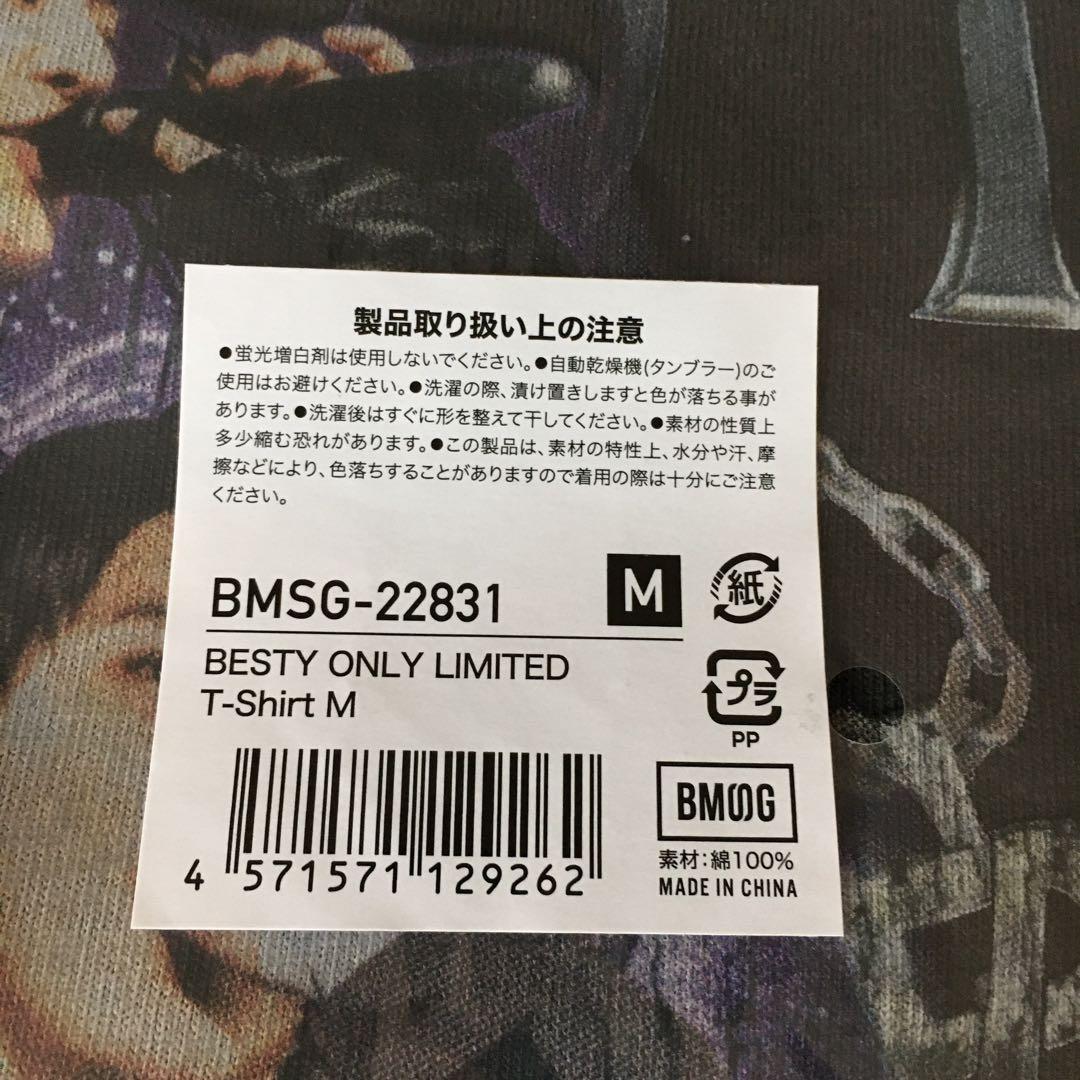 製品取り扱い上の注意
●蛍光増白剤は使用しないでください。●自動乾燥機(タンブラー)のご
使用はお避けください。●洗濯の際、漬け置きしますと色が落ちる事が
あります。●洗濯後はすぐに形を整えて干してください。●素材の性質上
多少縮む恐れがあります。●この製品は、素材の特性上、水分や汗、摩
擦などにより、色落ちすることがありますので着用の際は十分にご注意
ください。
BMSG-22831
M
紙
BESTY ONLY LIMITED
T-Shirt M
プラ
PP
BMSG
素材:綿100%
MADE IN CHINA
4 571571 129262